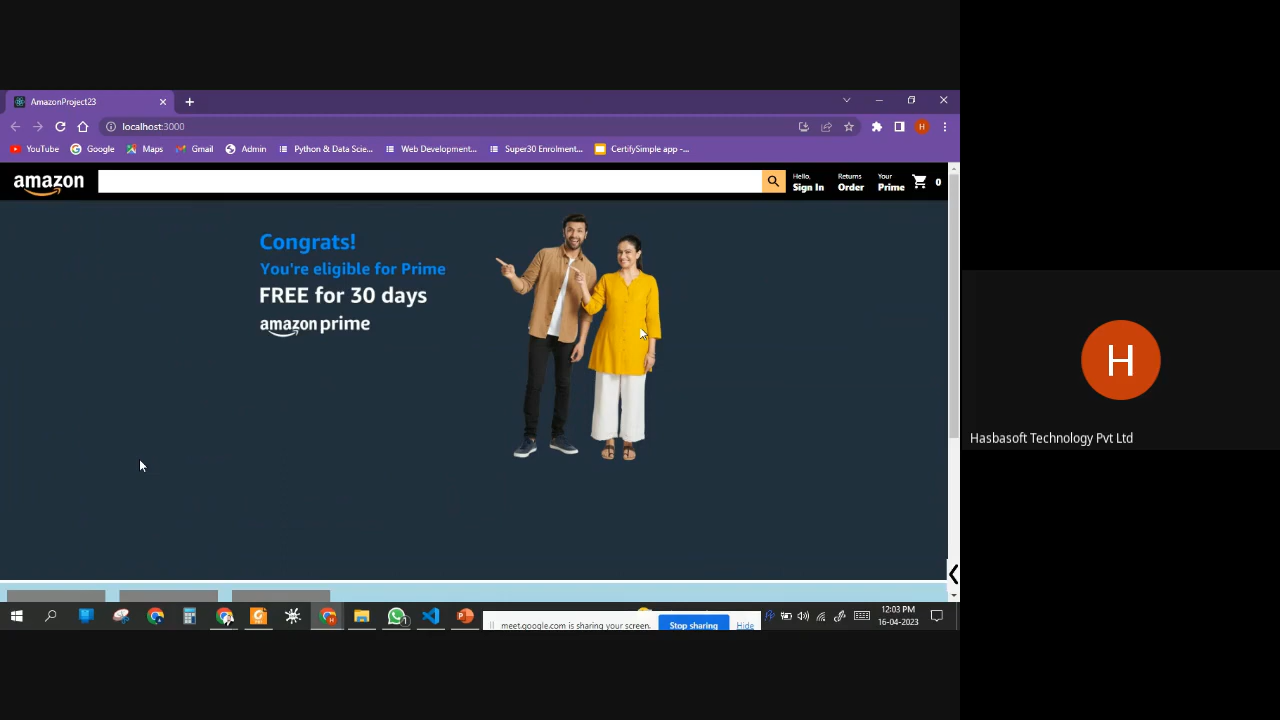 AmazonProject23
localhost:3000
YouTube Google Maps Gmail Admin Python & Data Scie... Web Development... Super30 Enrolment... CertifySimple app -...
H
amazon
Hello, Sign In
Returns Order
Your Prime
0
Congrats!
You're eligible for Prime
FREE for 30 days
amazon prime
H
Hasbasoft Technology Pvt Ltd
meet.google.com is sharing your screen.
Stop sharing
Hide
12:03 PM
16-04-2023